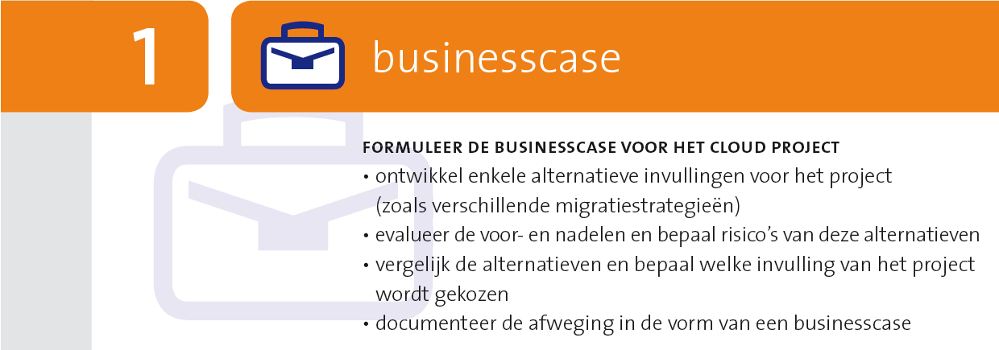 1
businesscase
FORMULEER DE BUSINESSCASE VOOR HET CLOUD PROJECT
• ontwikkel enkele alternatieve invullingen voor het project
(zoals verschillende migratiestrategieën)
• evalueer de voor- en nadelen en bepaal risico’s van deze alternatieven
• vergelijk de alternatieven en bepaal welke invulling van het project
wordt gekozen
• documenteer de afweging in de vorm van een businesscase